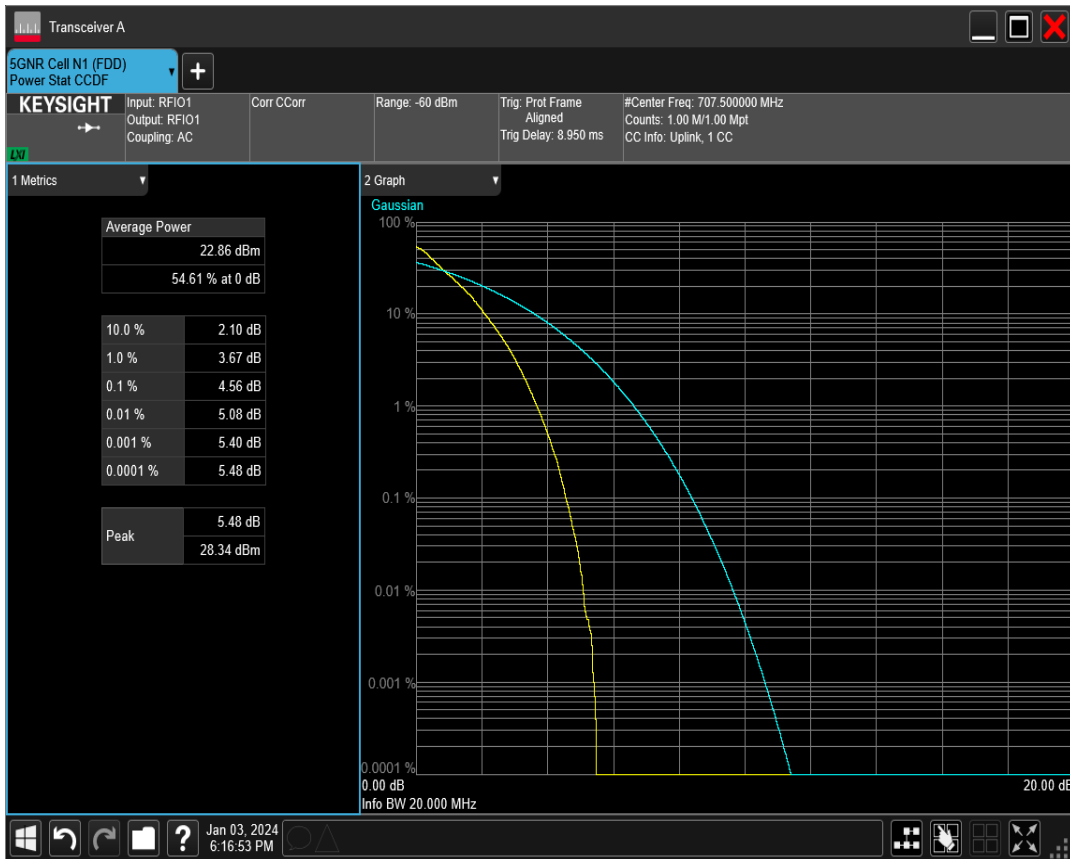 Transceiver A
5GNR Cell N1 (FDD)
Power Stat CCDF
KEYSIGHT
LXI
Input: RFIO1
Output: RFIO1
Coupling: AC
Corr CCorr
Range: -60 dBm
Trig: Prot Frame
Aligned
Trig Delay: 8.950 ms
#Center Freq: 707.500000 MHz
Counts: 1.00 M/1.00 Mpt
CC Info: Uplink, 1 CC
1 Metrics
Average Power
22.86 dBm
54.61 % at 0 dB
10.0 % 2.10 dB
1.0 % 3.67 dB
0.1 % 4.56 dB
0.01 % 5.08 dB
0.001 % 5.40 dB
0.0001 % 5.48 dB
Peak
5.48 dB
28.34 dBm
2 Graph
Gaussian
100 %
10 %
1 %
0.1 %
0.01 %
0.001 %
0.0001 %
0.00 dB 20.00 dB
Info BW 20.000 MHz
?
Jan 03, 2024
6:16:53 PM